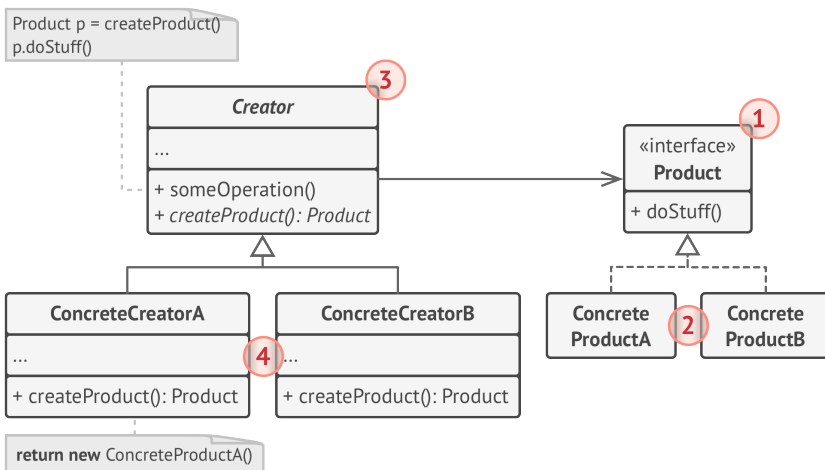 Product p = createProduct()
p.doStuff()
3
Creator
...
+ someOperation()
+ createProduct(): Product
1
«interface»
Product
+ doStuff()
ConcreteCreatorA
...
+ createProduct(): Product
4
ConcreteCreatorB
...
+ createProduct(): Product
Concrete
ProductA
2
Concrete
ProductB
return new ConcreteProductA()